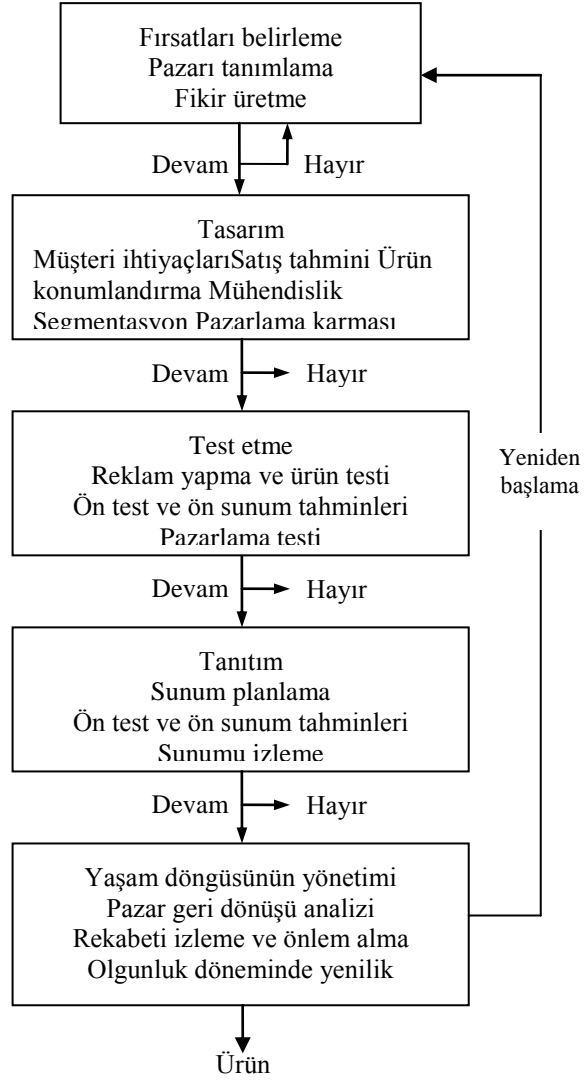 Fırsatları belirleme
Pazarı tanımlama
Fikir üretme
Devam Hayır
Tasarım
Müşteri ihtiyaçlarıSatış tahmini Ürün
konumlandırma Mühendislik
Segmentasyon Pazarlama karması
Devam Hayır
Test etme
Reklam yapma ve ürün testi
Ön test ve ön sunum tahminleri
Pazarlama testi
Yeniden
başlama
Devam Hayır
Tanıtım
Sunum planlama
Ön test ve ön sunum tahminleri
Sunumu izleme
Devam Hayır
Yaşam döngüsünün yönetimi
Pazar geri dönüşü analizi
Rekabeti izleme ve önlem alma
Olgunluk döneminde yenilik
Ürün